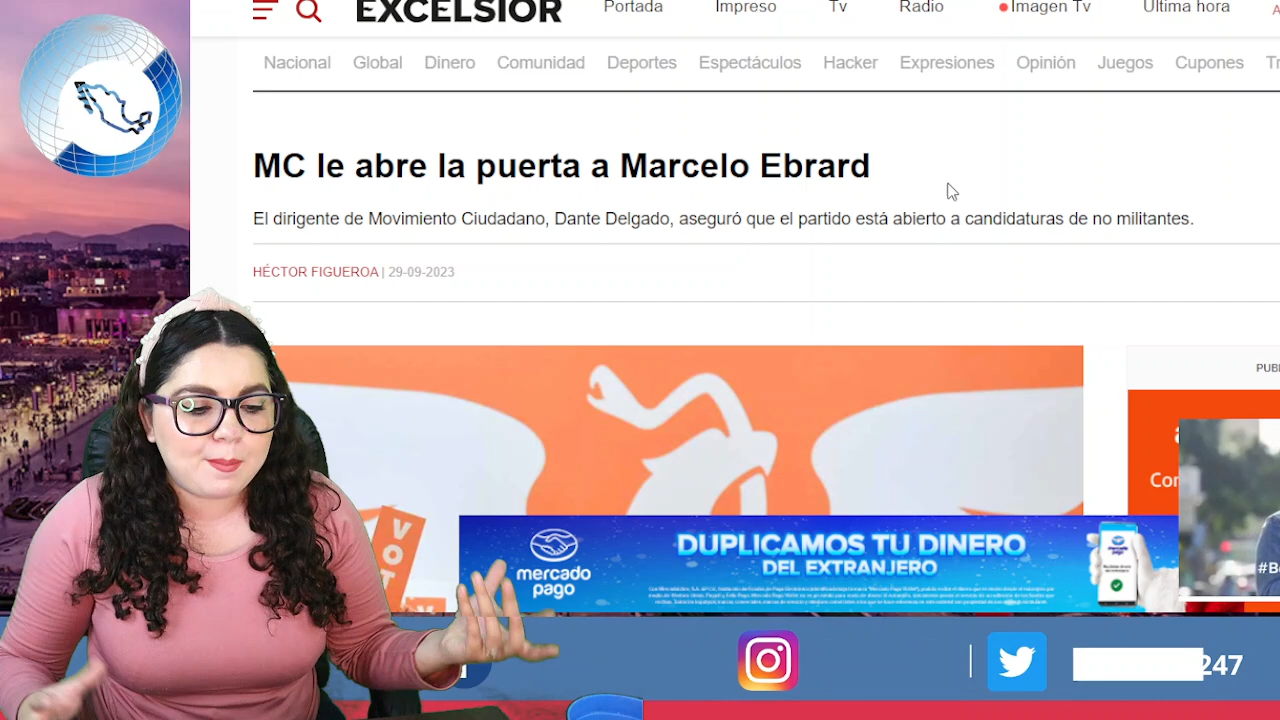 EXCELSIOR
Portada Impreso Tv Radio Imagen Tv Última hora
Nacional Global Dinero Comunidad Deportes Espectáculos Hacker Expresiones Opinión Juegos Cupones
MC le abre la puerta a Marcelo Ebrard
El dirigente de Movimiento Ciudadano, Dante Delgado, aseguró que el partido está abierto a candidaturas de no militantes.
HÉCTOR FIGUEROA | 29-09-2023
mercado
pago
DUPLICAMOS TU DINERO
DEL EXTRANJERO
247